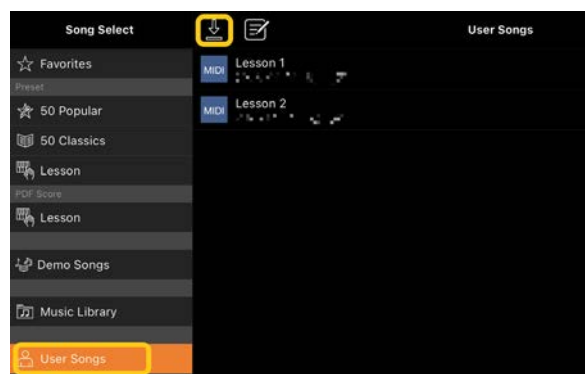 Song Select
User Songs
Favorites
Preset
50 Popular
50 Classics
Lesson
PDF Score
Lesson
Demo Songs
Music Library
User Songs
MIDI Lesson 1
MIDI Lesson 2